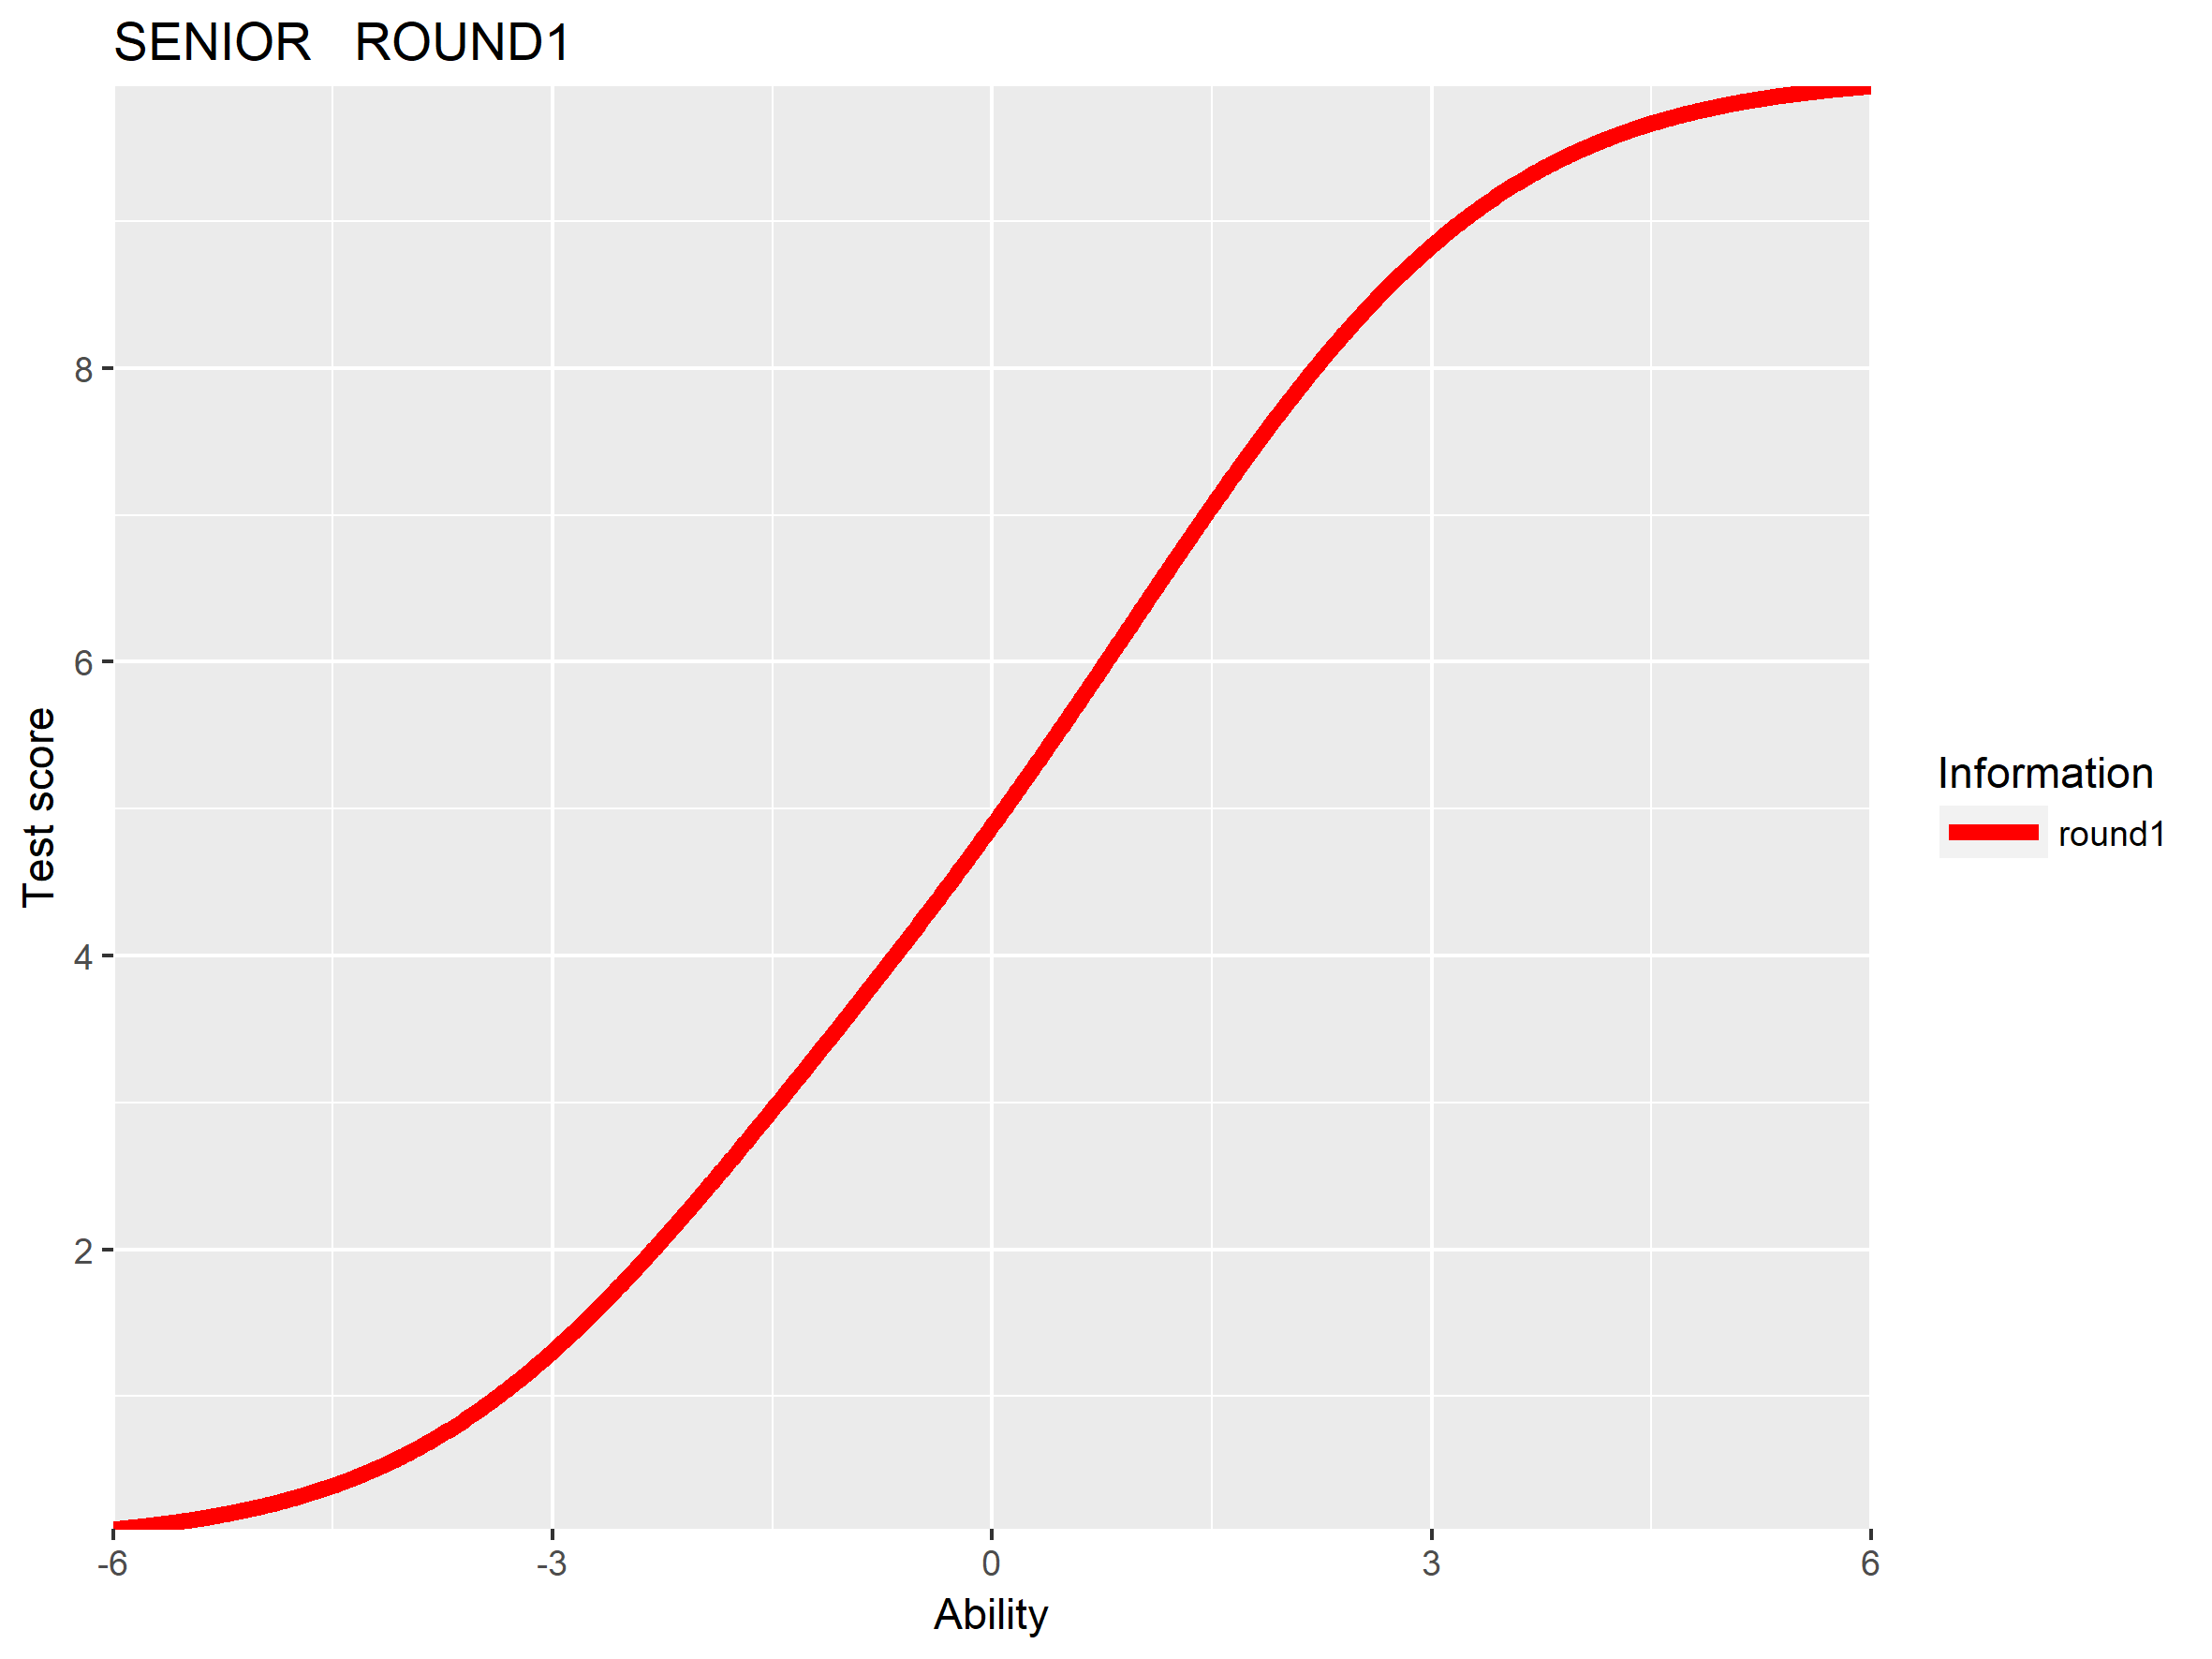 SENIOR   ROUND1
Test score
8
6
4
2
-6 -3 0 3 6
Ability
Information
round1